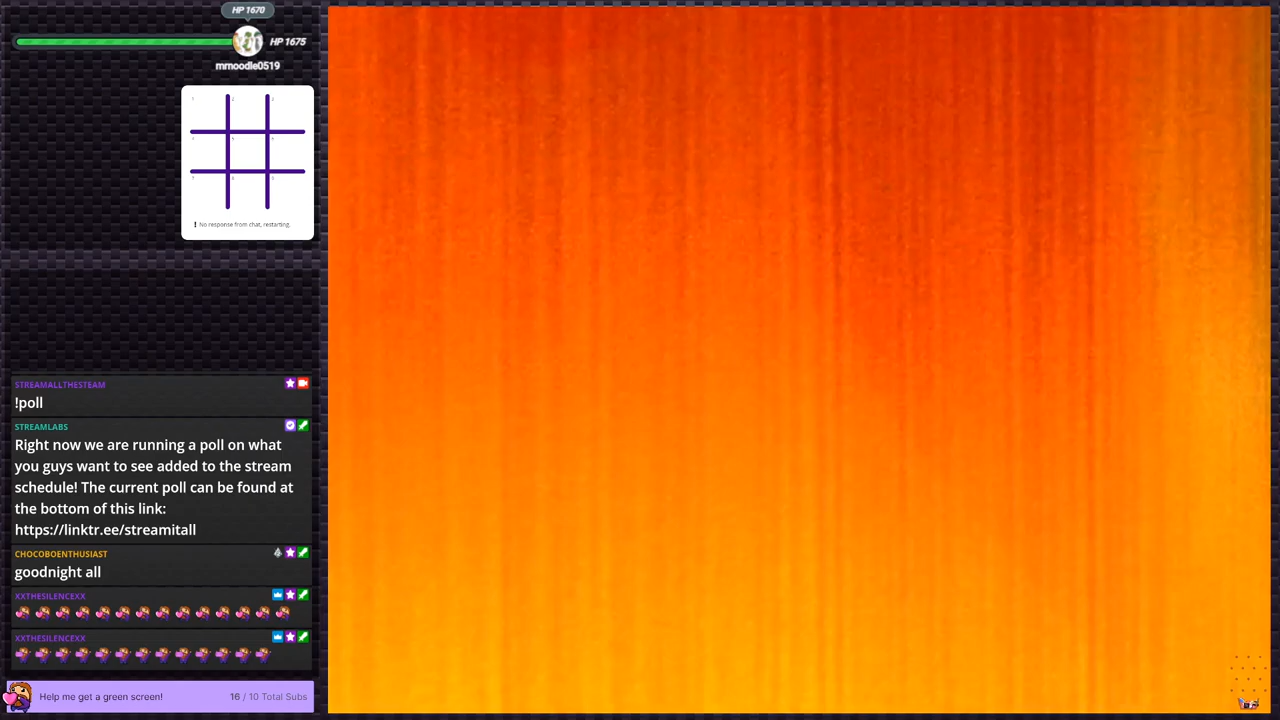 HP 1670
HP 1675
mmoodle0519
! No response from chat, restarting.
STREAMALLTHESTEAM
!poll
STREAMLABS
Right now we are running a poll on what
you guys want to see added to the stream
schedule! The current poll can be found at
the bottom of this link:
https://linktr.ee/streamitall
CHOCOBOENTHUSIAST
goodnight all
XXTHESILENCEXX
XXTHESILENCEXX
Help me get a green screen! 16 / 10 Total Subs